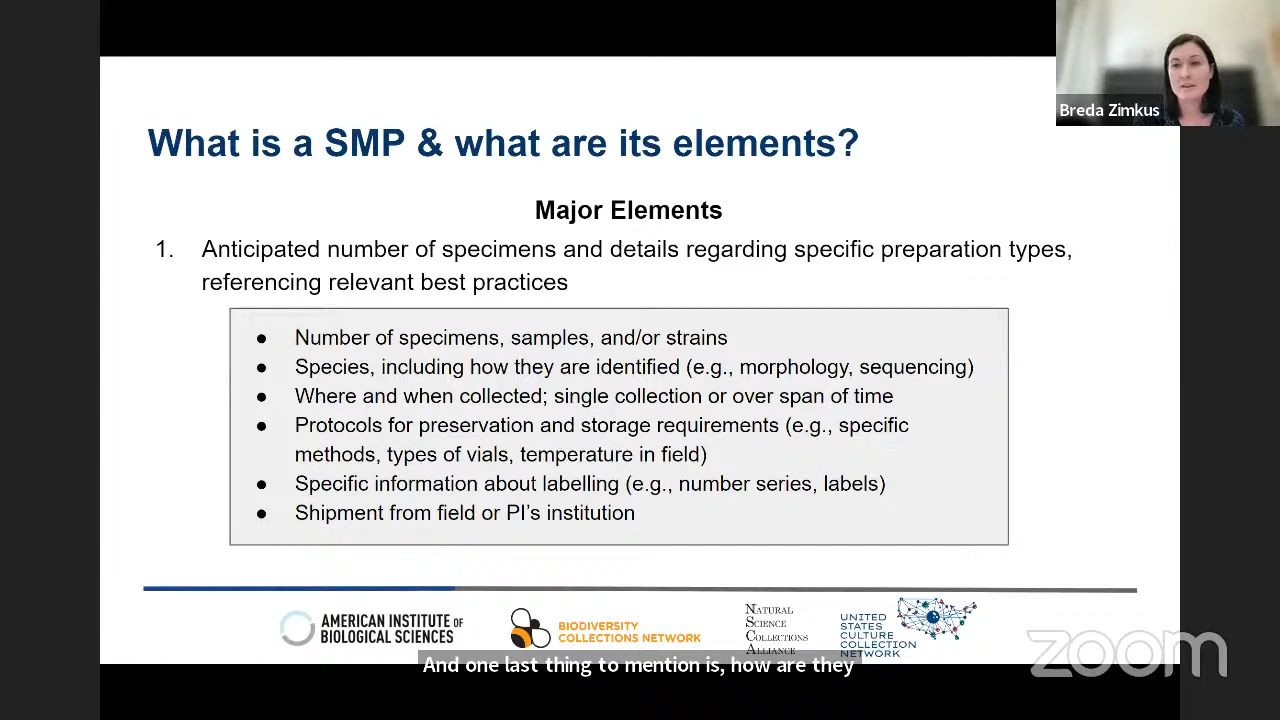 Breda Zimkus
What is a SMP & what are its elements?
Major Elements
1. Anticipated number of specimens and details regarding specific preparation types,
referencing relevant best practices
● Number of specimens, samples, and/or strains
● Species, including how they are identified (e.g., morphology, sequencing)
● Where and when collected; single collection or over span of time
● Protocols for preservation and storage requirements (e.g., specific
methods, types of vials, temperature in field)
● Specific information about labelling (e.g., number series, labels)
● Shipment from field or PI’s institution
AMERICAN INSTITUTE of
BIOLOGICAL SCIENCES
BIODIVERSITY
COLLECTIONS NETWORK
NATURAL
SCIENCE
COLLECTIONS
ALLIANCE
UNITED
STATES
CULTURE
COLLECTION
NETWORK
zoom
And one last thing to mention is, how are they